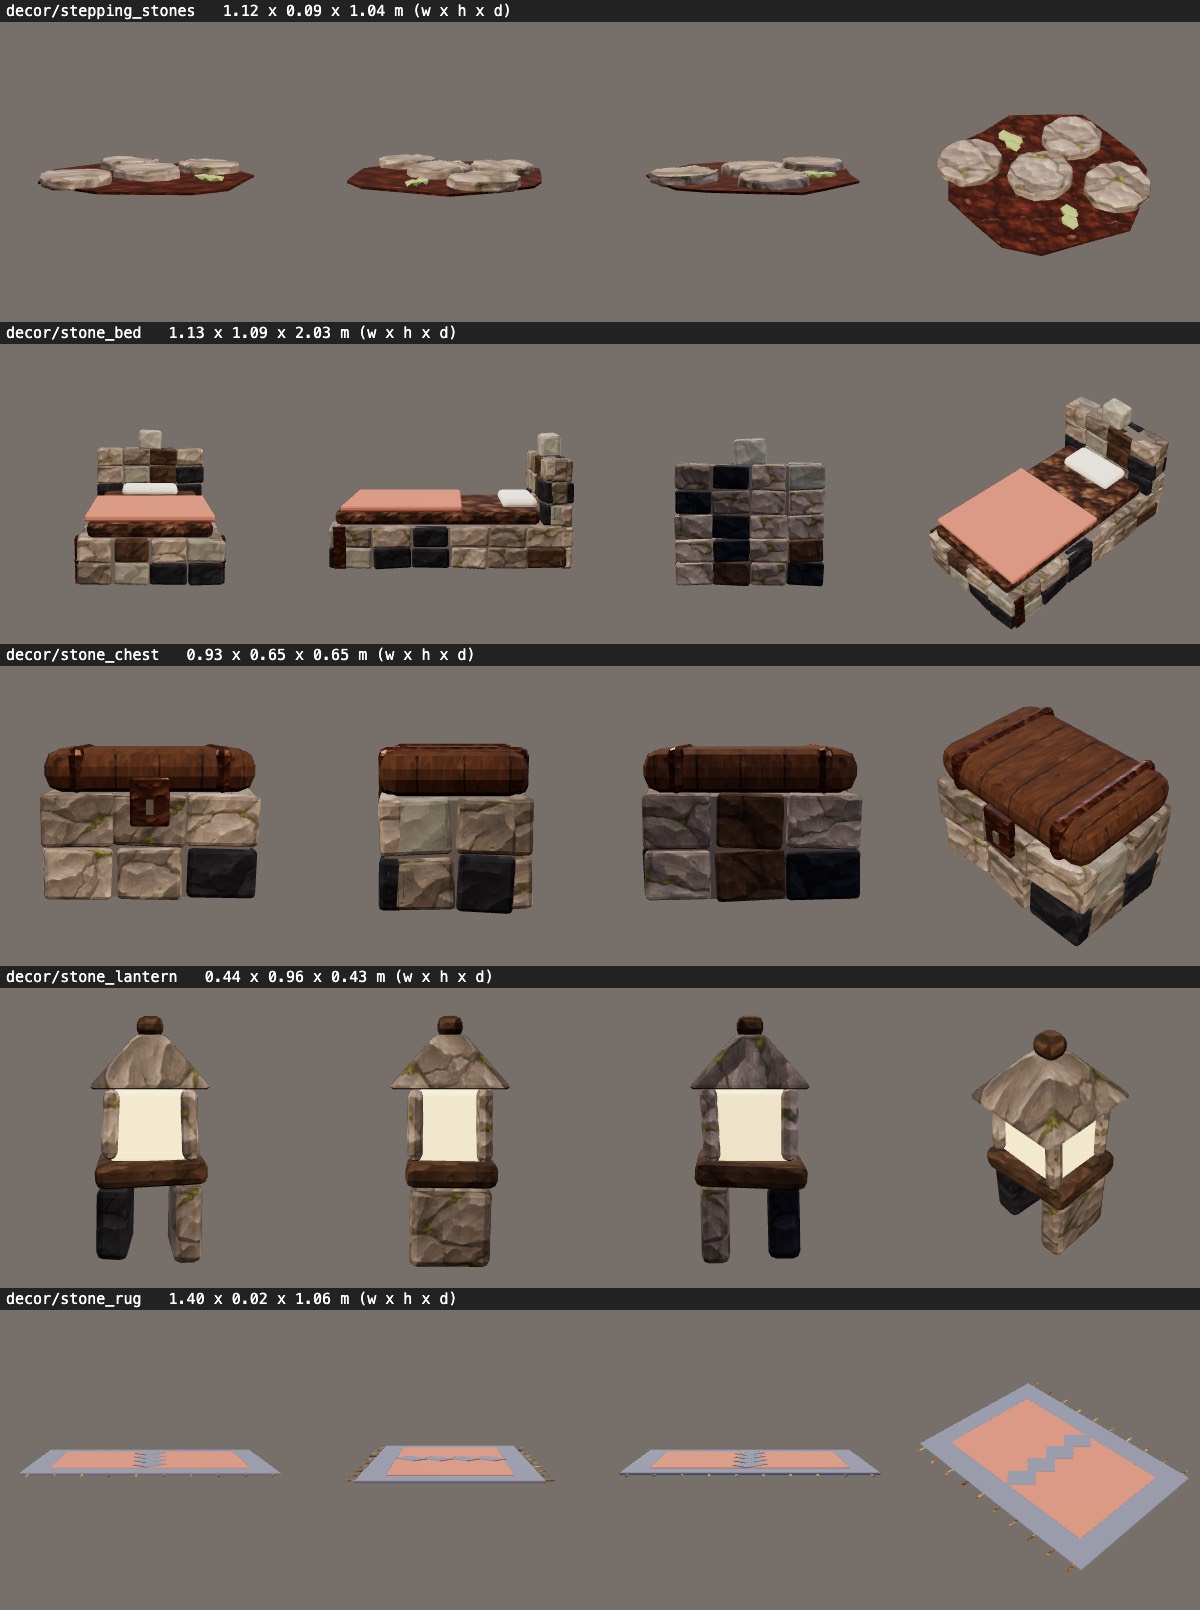 decor/stepping_stones   1.12 x 0.09 x 1.04 m (w x h x d)
decor/stone_bed   1.13 x 1.09 x 2.03 m (w x h x d)
decor/stone_chest   0.93 x 0.65 x 0.65 m (w x h x d)
decor/stone_lantern   0.44 x 0.96 x 0.43 m (w x h x d)
decor/stone_rug   1.40 x 0.02 x 1.06 m (w x h x d)